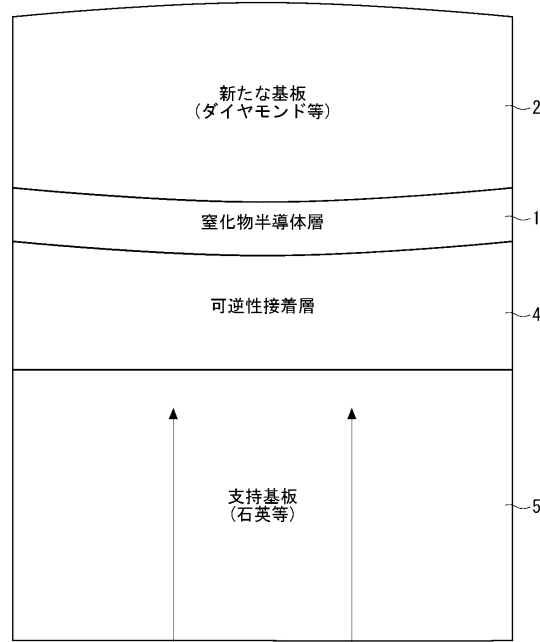 新たな基板
(ダイヤモンド等)
2
窒化物半導体層
1
可逆性接着層
4
支持基板
(石英等)
5